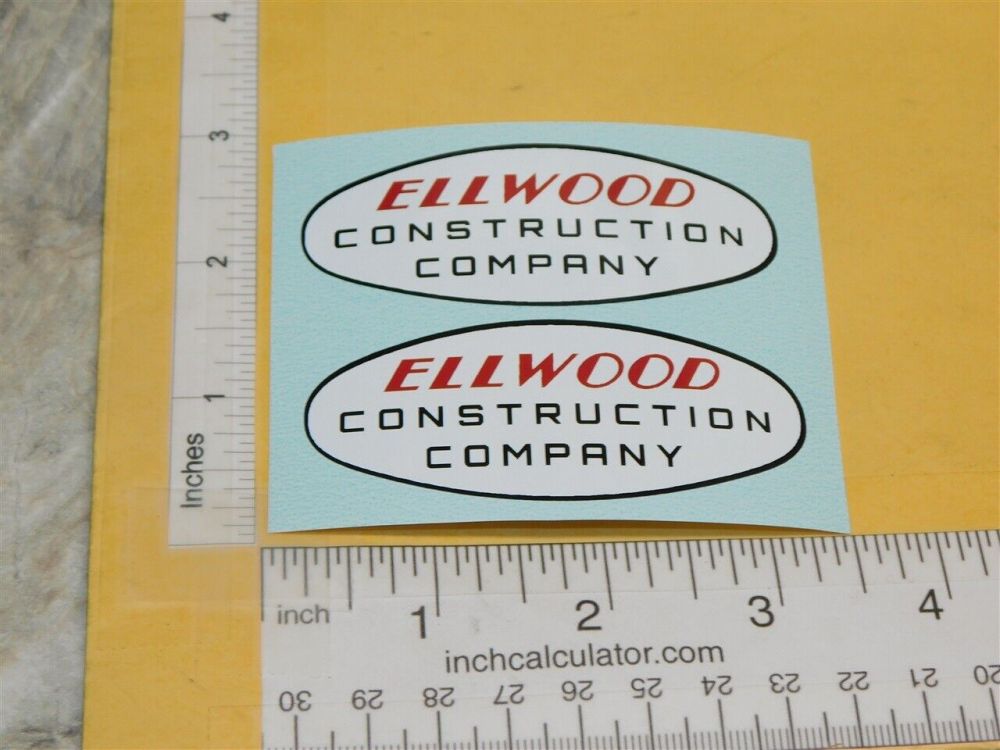 4
3
2
1
Inches
ELLWOOD
CONSTRUCTION
COMPANY
ELLWOOD
CONSTRUCTION
COMPANY
inch 1 2 3 4
inchcalculator.com
30 29 28 27 26 25 24 23 22 21 20